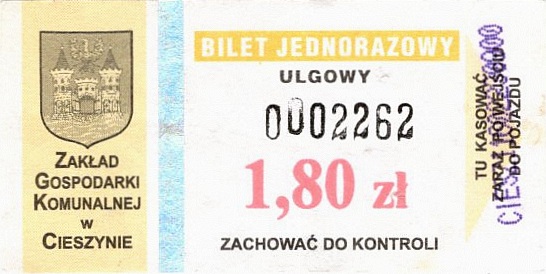 ZAKŁAD
GOSPODARKI
KOMUNALNEJ
w
CIESZYNIE
BILET JEDNORAZOWY
ULGOWY
0002262
1,80 zł
ZACHOWAĆ DO KONTROLI
TU KASOWAĆ
ZARAZ PO WEJŚCIU
DO POJAZDU